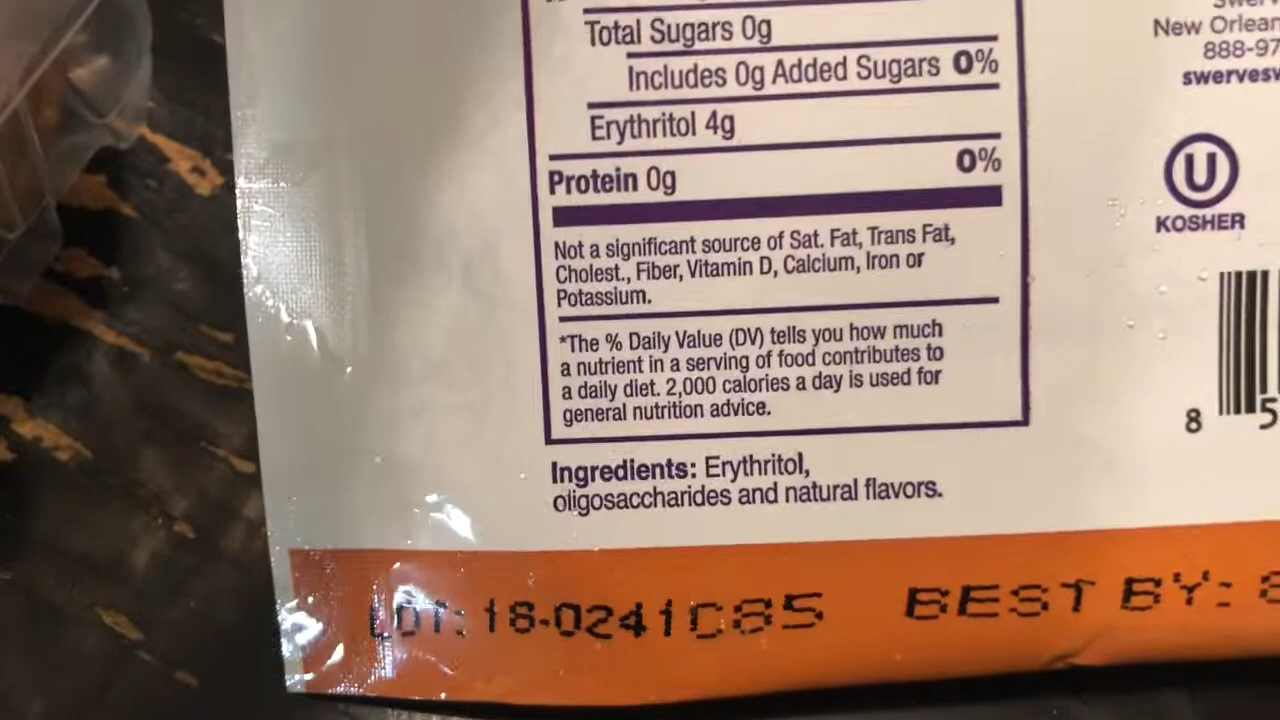 Total Sugars 0g
Includes 0g Added Sugars 0%
Erythritol 4g
Protein 0g 0%
Not a significant source of Sat. Fat, Trans Fat,
Cholest., Fiber, Vitamin D, Calcium, Iron or
Potassium.
*The % Daily Value (DV) tells you how much
a nutrient in a serving of food contributes to
a daily diet. 2,000 calories a day is used for
general nutrition advice.
Ingredients: Erythritol,
oligosaccharides and natural flavors.
New Orlean
888-97
swervesw
U
KOSHER
8 5
LOT: BEST BY: